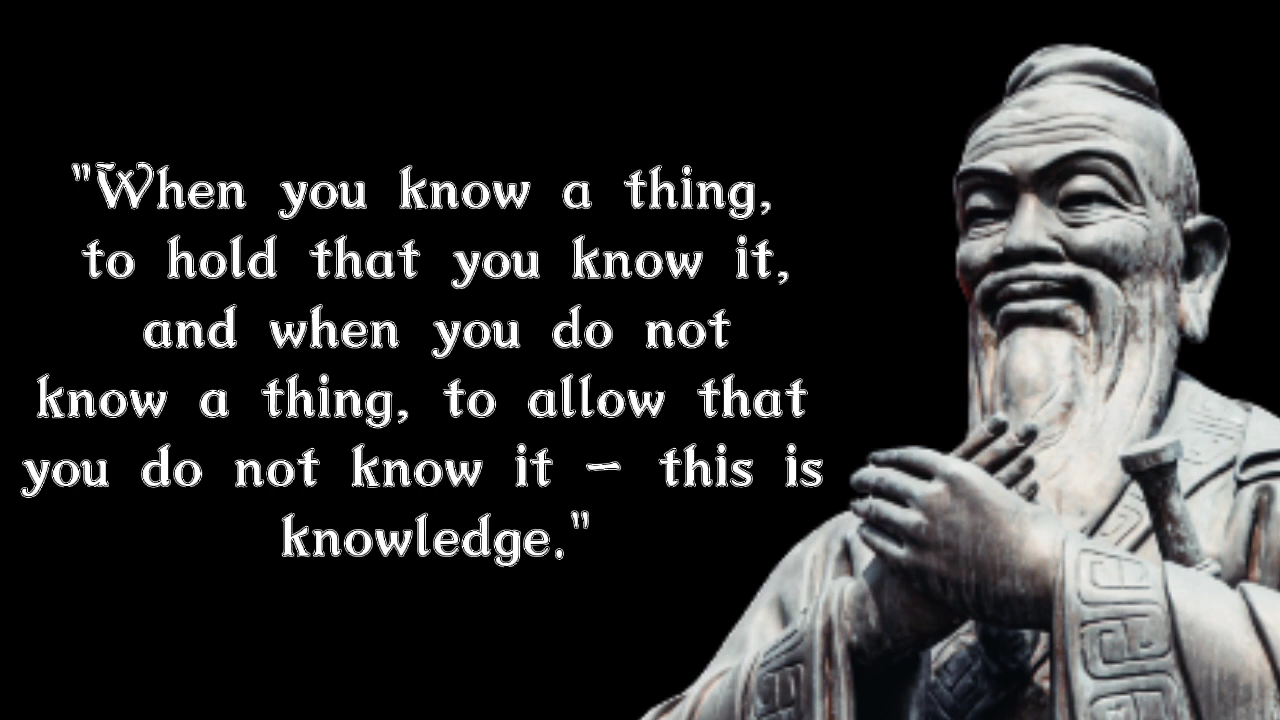 "When you know a thing,
to hold that you know it,
and when you do not
know a thing, to allow that
you do not know it – this is
knowledge."